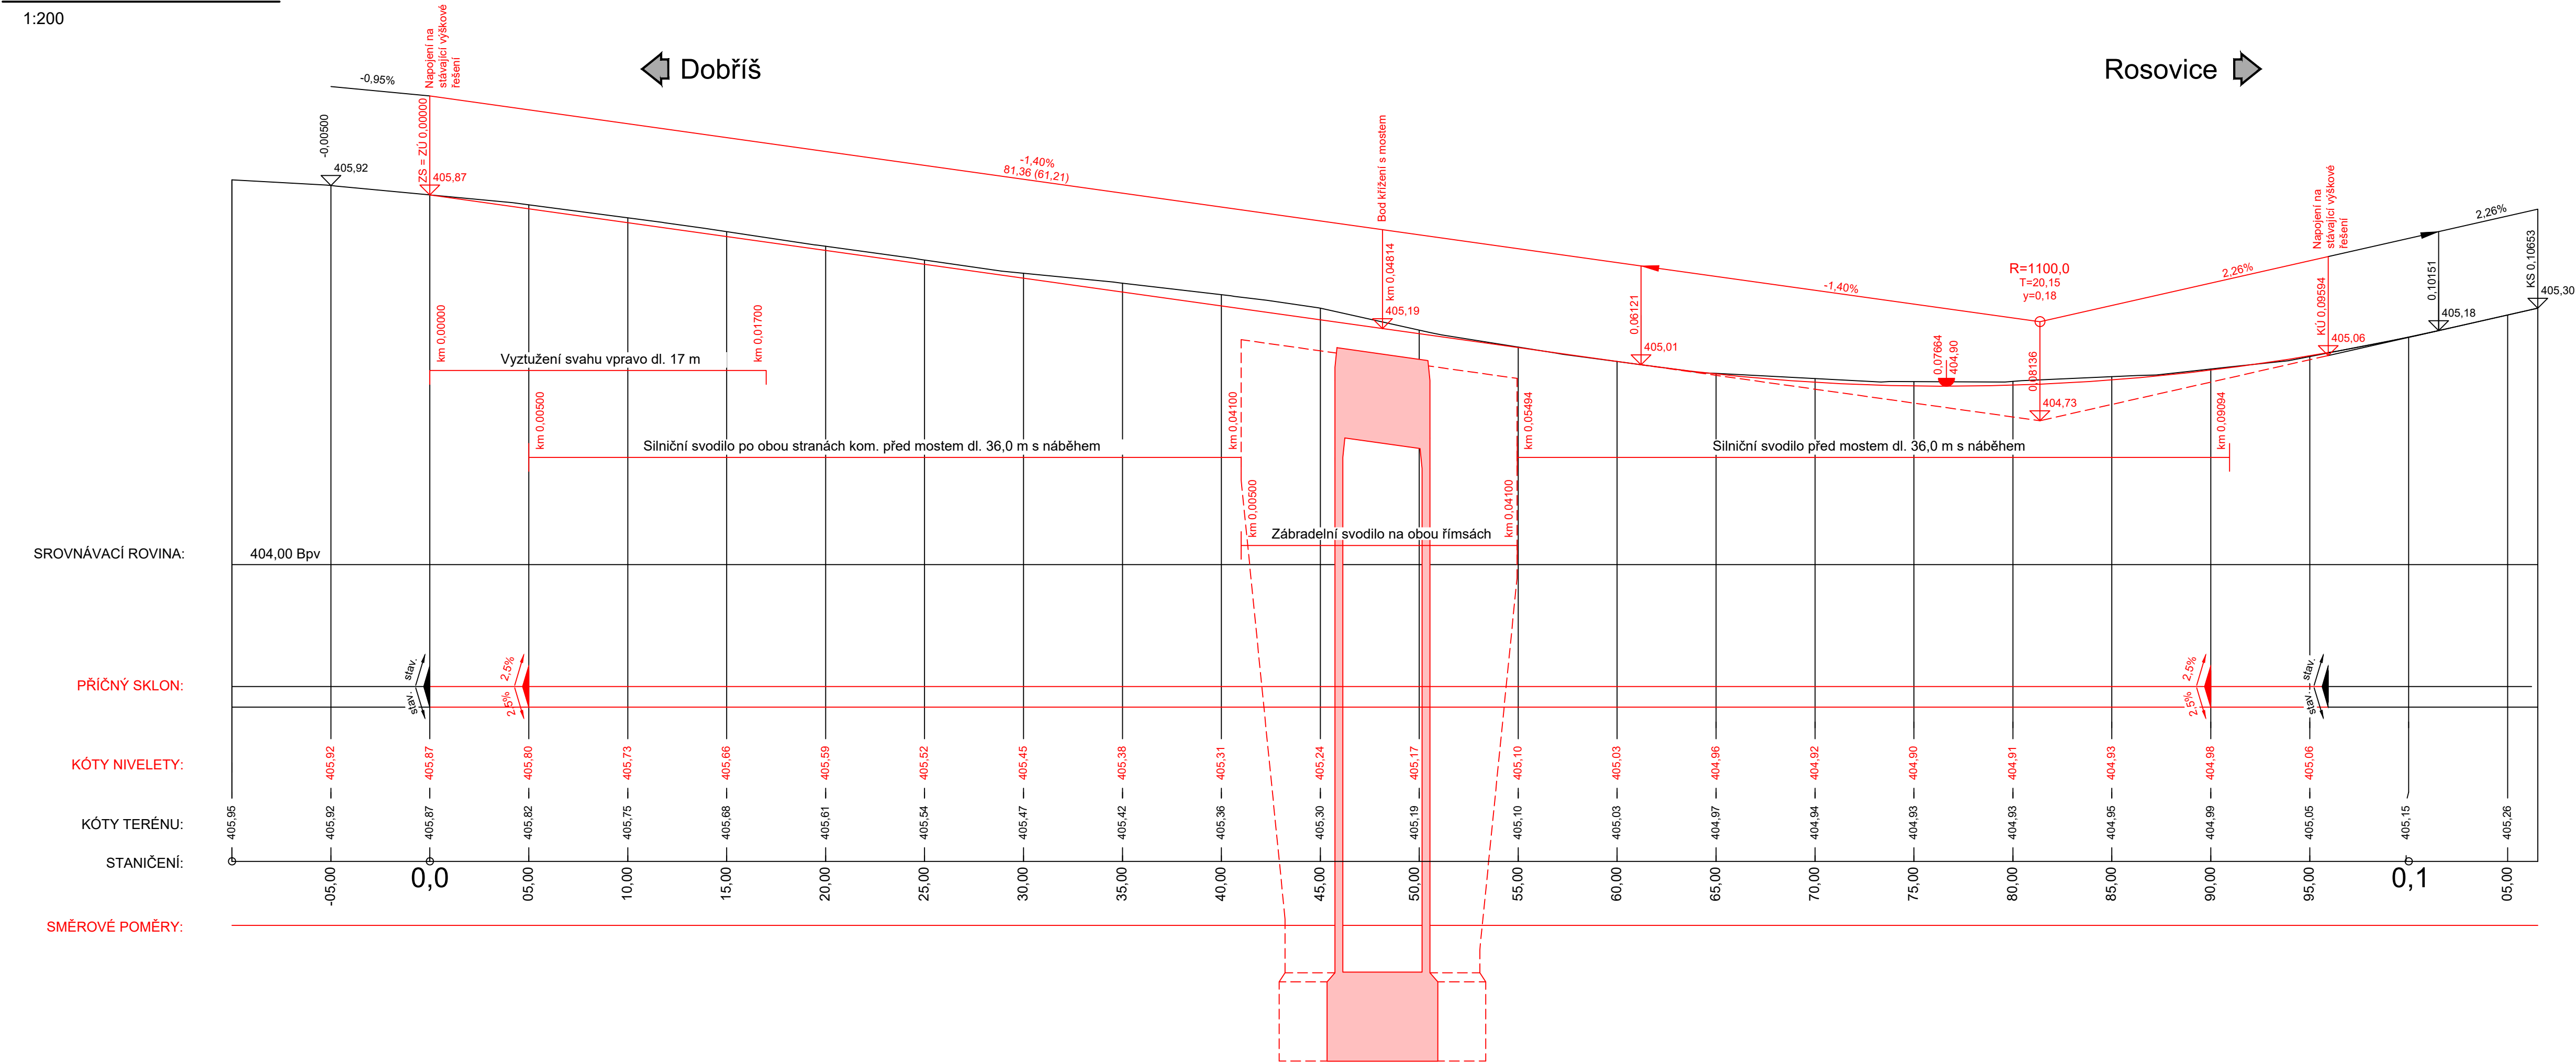 1:200
Dobříš
Rosovice
-0,95%
Napojení na
stávající výškové
řešení
-0,00500
405,92
ZS = ZÚ 0,00000
405,87
-1,40%
81,36 (61,21)
Bod křížení s mostem
km 0,04814
405,19
0,06121
405,01
-1,40%
R=1100,0
T=20,15
y=0,18
0,07664
404,90
0,08136
404,73
2,26%
Napojení na
stávající výškové
řešení
KÚ 0,09594
405,06
0,10151
405,18
2,26%
KS 0,10653
405,30
km 0,00000
Vyztužení svahu vpravo dl. 17 m
km 0,01700
km 0,00500
Silniční svodilo po obou stranách kom. před mostem dl. 36,0 m s náběhem
km 0,04100
km 0,05494
Silniční svodilo před mostem dl. 36,0 m s náběhem
km 0,09094
km 0,00500
Zábradelní svodilo na obou římsách
km 0,04100
SROVNÁVACÍ ROVINA:
404,00 Bpv
PŘÍČNÝ SKLON:
stav.
stav.
2,5%
2,5%
2,5%
2,5%
stav.
stav.
KÓTY NIVELETY:
405,92 405,87 405,80 405,73 405,66 405,59 405,52 405,45 405,38 405,31 405,24 405,17 405,10 405,03 404,96 404,92 404,90 404,91 404,93 404,98 405,06
KÓTY TERÉNU:
405,95 405,92 405,87 405,82 405,75 405,68 405,61 405,54 405,47 405,42 405,36 405,30 405,19 405,10 405,03 404,97 404,94 404,93 404,93 404,95 404,99 405,05 405,15 405,26
STANIČENÍ:
-05,00 0,0 05,00 10,00 15,00 20,00 25,00 30,00 35,00 40,00 45,00 50,00 55,00 60,00 65,00 70,00 75,00 80,00 85,00 90,00 95,00 0,1 05,00
SMĚROVÉ POMĚRY: